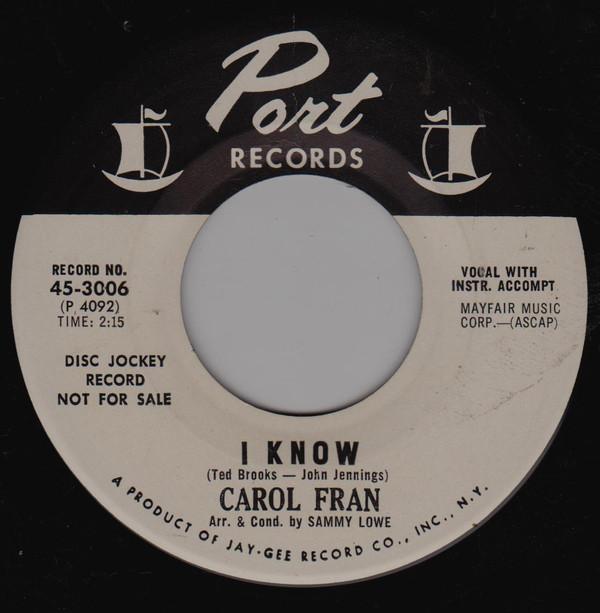 Port
RECORDS
RECORD NO.
45-3006
(P. 4092)
TIME: 2:15
DISC JOCKEY
RECORD
NOT FOR SALE
VOCAL WITH
INSTR. ACCOMPT.
MAYFAIR MUSIC
CORP.—(ASCAP)
I KNOW
(Ted Brooks — John Jennings)
CAROL FRAN
Arr. & Cond. by SAMMY LOWE
A PRODUCT OF JAY-GEE RECORD CO., INC., N.Y.